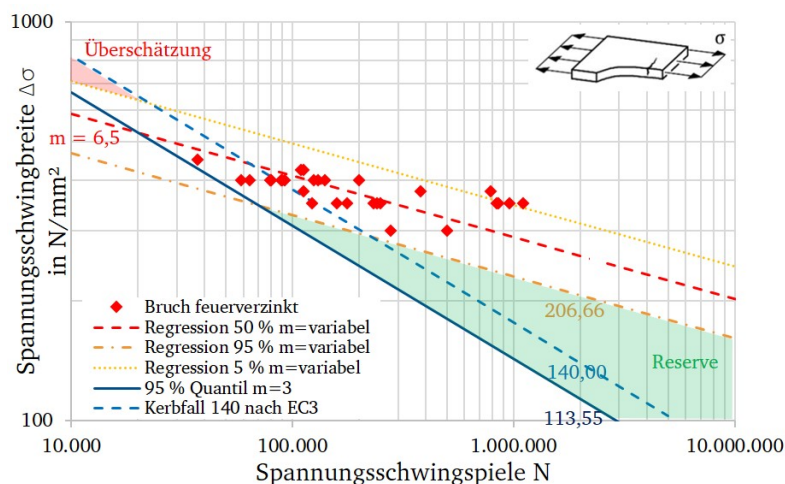 1000
Überschätzung
σ
Spannungsschwingbreite Δσ
in N/mm²
m = 6,5
Bruch feuerverzinkt
Regression 50 % m=variabel
Regression 95 % m=variabel
Regression 5 % m=variabel
95 % Quantil m=3
Kerbfall 140 nach EC3
206,66
Reserve
140,00
113,55
100
10.000
100.000
1.000.000
10.000.000
Spannungsschwingspiele N